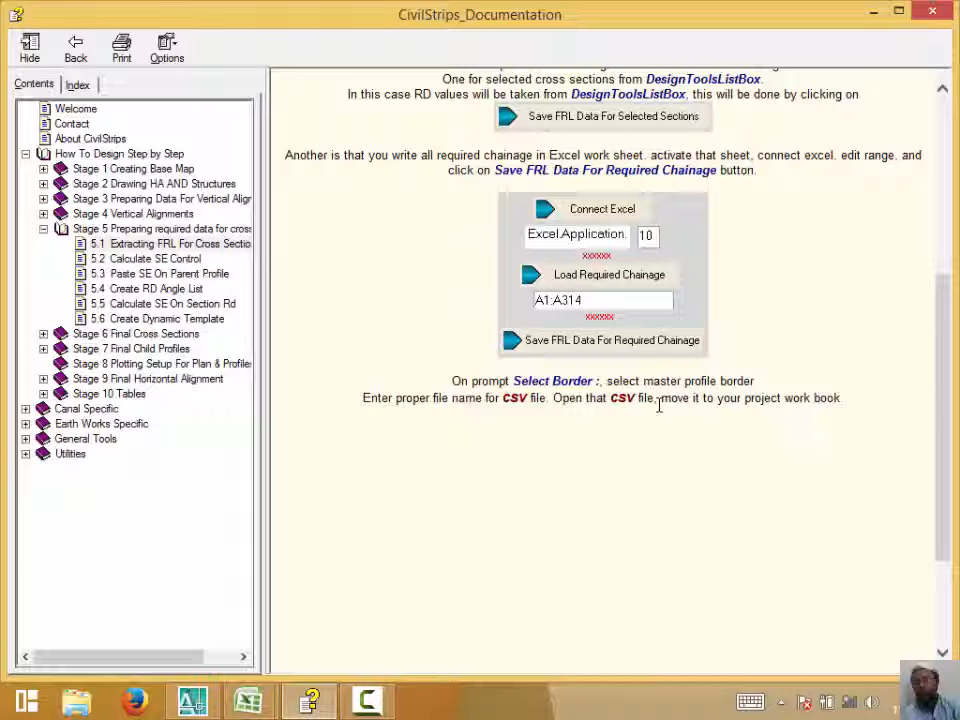 CivilStrips_Documentation
Hide
Back
Print
Options
Contents
Index
Welcome
Contact
About CivilStrips
How To Design Step by Step
Stage 1 Creating Base Map
Stage 2 Drawing HA AND Structures
Stage 3 Preparing Data For Vertical Aligr
Stage 4 Vertical Alignments
Stage 5 Preparing required data for cross
5.1 Extracting FRL For Cross Sectio
5.2 Calculate SE Control
5.3 Paste SE On Parent Profile
5.4 Create RD Angle List
5.5 Calculate SE On Section Rd
5.6 Create Dynamic Template
Stage 6 Final Cross Sections
Stage 7 Final Child Profiles
Stage 8 Plotting Setup For Plan & Profile:
Stage 9 Final Horizontal Alignment
Stage 10 Tables
Canal Specific
Earth Works Specific
General Tools
Utilities
One for selected cross sections from DesignToolsListBox.
In this case RD values will be taken from DesignToolsListBox, this will be done by clicking on
Save FRL Data For Selected Sections
Another is that you write all required chainage in Excel work sheet. activate that sheet, connect excel. edit range. and
click on Save FRL Data For Required Chainage button.
Connect Excel
Excel.Application. 10
xxxxxx
Load Required Chainage
A1:A314
xxxxxx
Save FRL Data For Required Chainage
On prompt Select Border :, select master profile border
Enter proper file name for CSV file. Open that CSV file, move it to your project work book